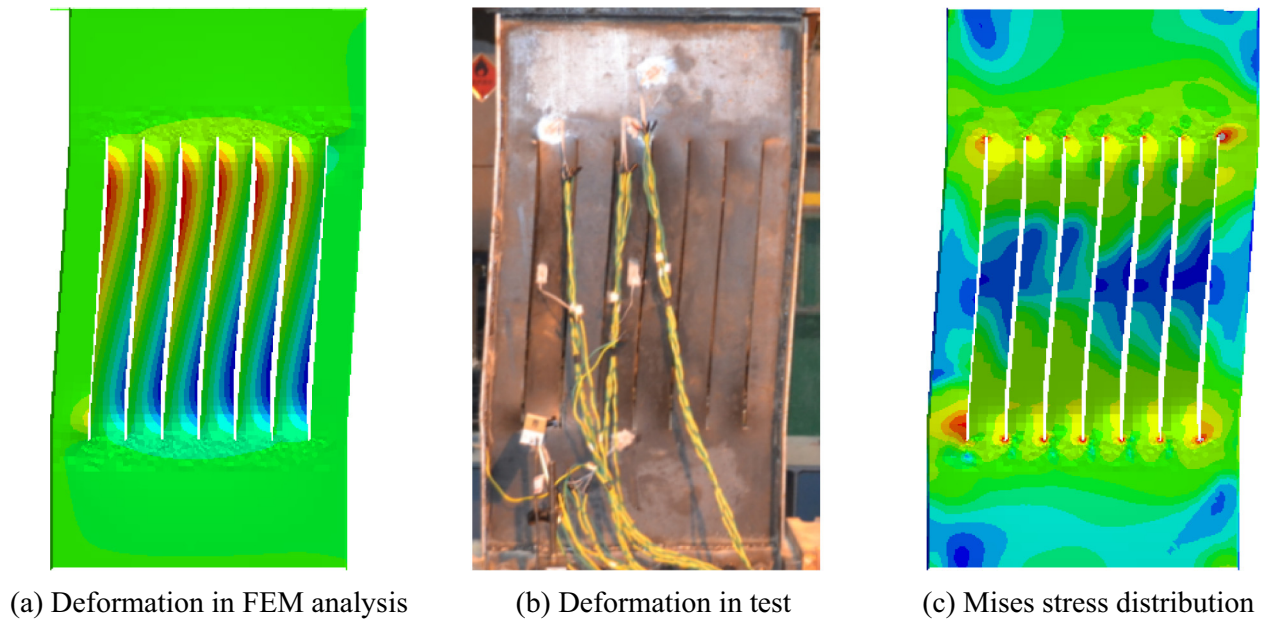 (a) Deformation in FEM analysis
(b) Deformation in test
(c) Mises stress distribution